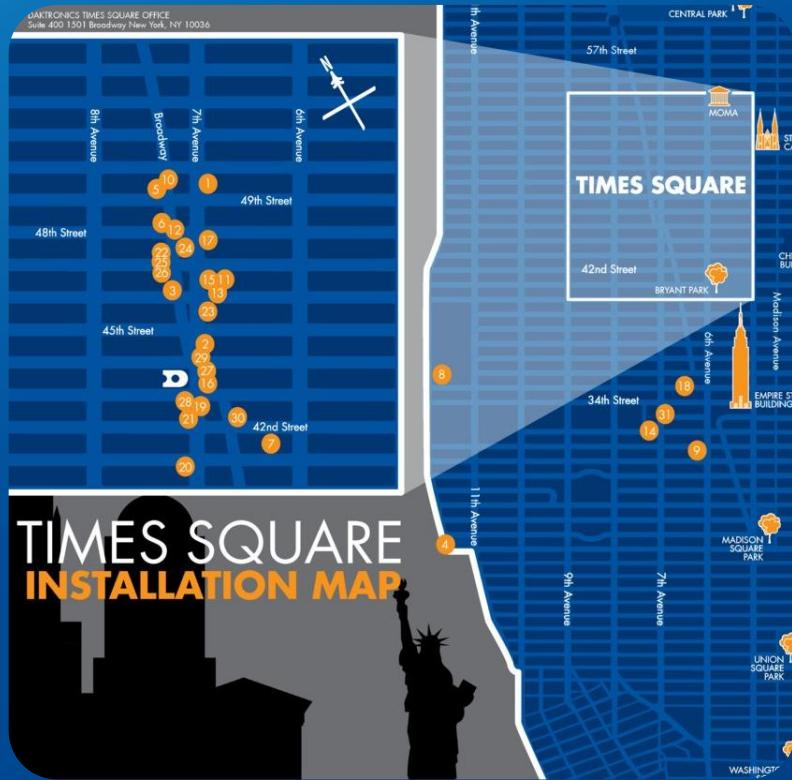 DAKTRONICS TIMES SQUARE OFFICE
Suite 400 1501 Broadway New York, NY 10036
N
8th Avenue
Broadway
7th Avenue
6th Avenue
10
5
1
49th Street
48th Street
6
12
17
24
22
25
26
15
11
3
13
23
45th Street
2
29
27
16
28
19
21
30
42nd Street
7
20
TIMES SQUARE
INSTALLATION MAP
CENTRAL PARK
57th Street
MOMA
TIMES SQUARE
42nd Street
BRYANT PARK
Madison Avenue
6th Avenue
8
18
34th Street
31
14
9
EMPIRE ST
BUILDING
11th Avenue
4
MADISON
SQUARE
PARK
9th Avenue
7th Avenue
UNION
SQUARE
PARK